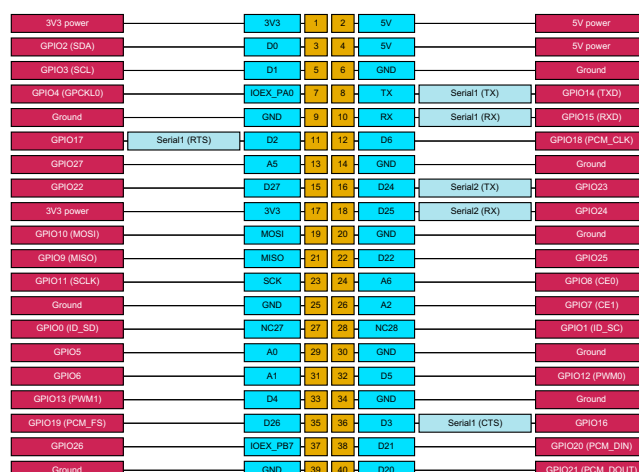 3V3 power 3V3 1 2 5V 5V power
GPIO2 (SDA) D0 3 4 5V 5V power
GPIO3 (SCL) D1 5 6 GND Ground
GPIO4 (GPCKL0) IOEX_PA0 7 8 TX Serial1 (TX) GPIO14 (TXD)
Ground GND 9 10 RX Serial1 (RX) GPIO15 (RXD)
GPIO17 Serial1 (RTS) D2 11 12 D6 GPIO18 (PCM_CLK)
GPIO27 A5 13 14 GND Ground
GPIO22 D27 15 16 D24 Serial2 (TX) GPIO23
3V3 power 3V3 17 18 D25 Serial2 (RX) GPIO24
GPIO10 (MOSI) MOSI 19 20 GND Ground
GPIO9 (MISO) MISO 21 22 D22 GPIO25
GPIO11 (SCLK) SCK 23 24 A6 GPIO8 (CE0)
Ground GND 25 26 A2 GPIO7 (CE1)
GPIO0 (ID_SD) NC27 27 28 NC28 GPIO1 (ID_SC)
GPIO5 A0 29 30 GND Ground
GPIO6 A1 31 32 D5 GPIO12 (PWM0)
GPIO13 (PWM1) D4 33 34 GND Ground
GPIO19 (PCM_FS) D26 35 36 D3 Serial1 (CTS) GPIO16
GPIO26 IOEX_PB7 37 38 D21 GPIO20 (PCM_DIN)
Ground GND 39 40 D20 GPIO21 (PCM_DOUT)